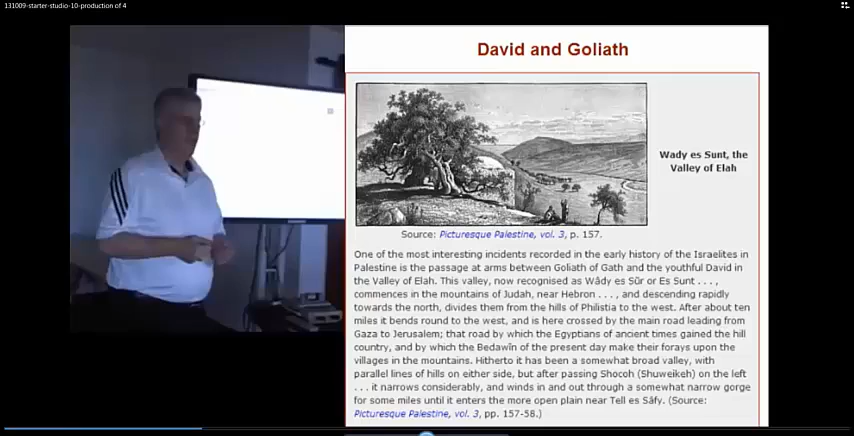 131009-starter-studio-10-production of 4
David and Goliath
Wady es Sunt, the
Valley of Elah
Source: Picturesque Palestine, vol. 3, p. 157.
One of the most interesting incidents recorded in the early history of the Israelites in
Palestine is the passage at arms between Goliath of Gath and the youthful David in
the Valley of Elah. This valley, now recognised as Wâdy es Sûr or Es Sunt . . . ,
commences in the mountains of Judah, near Hebron . . . , and descending rapidly
towards the north, divides them from the hills of Philistia to the west. After about ten
miles it bends round to the west, and is here crossed by the main road leading from
Gaza to Jerusalem; that road by which the Egyptians of ancient times gained the hill
country, and by which the Bedawîn of the present day make their forays upon the
villages in the mountains. Hitherto it has been a somewhat broad valley, with
parallel lines of hills on either side, but after passing Shocoh (Shuweikeh) on the left
. . . it narrows considerably, and winds in and out through a somewhat narrow gorge
for some miles until it enters the more open plain near Tell es Sâfy. (Source:
Picturesque Palestine, vol. 3, pp. 157-58.)